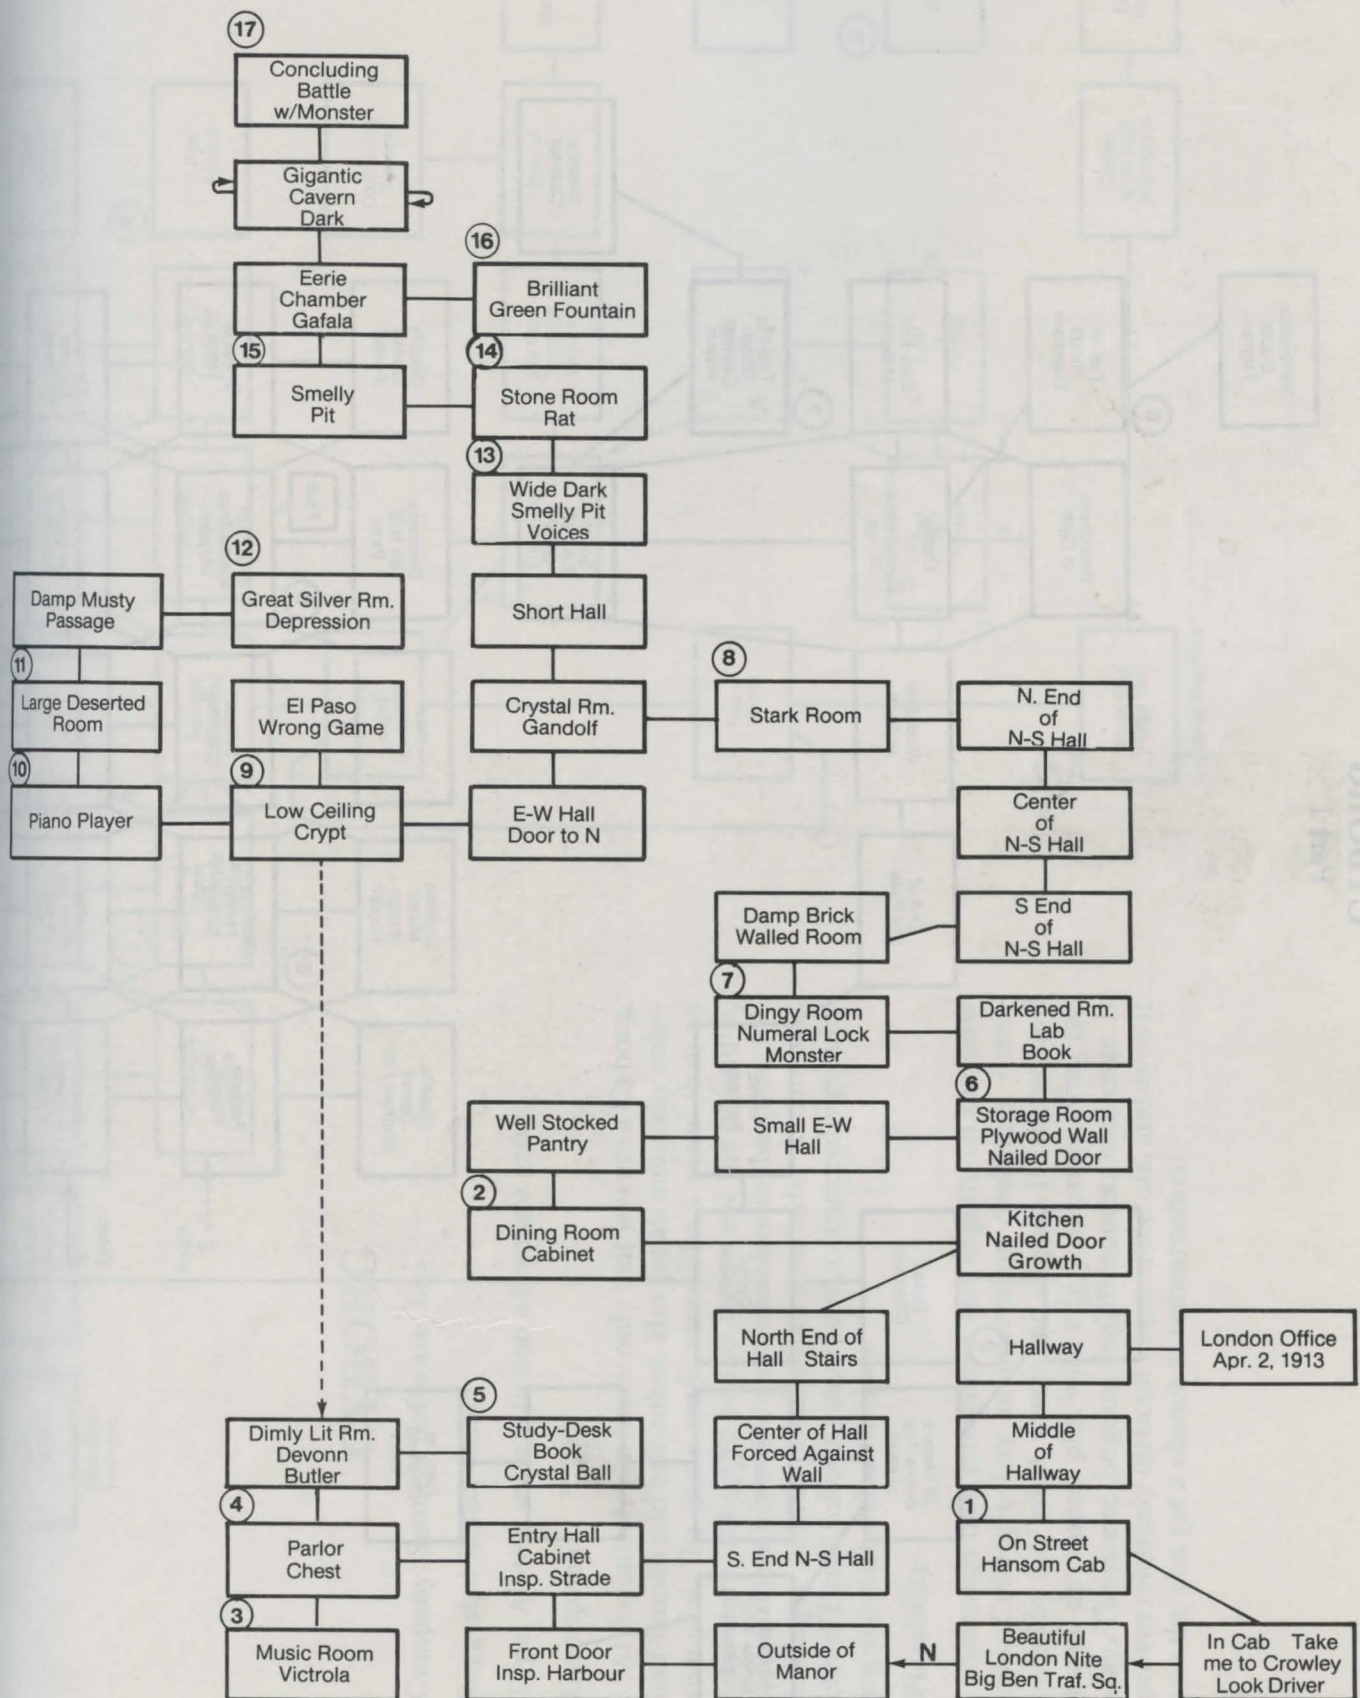 17
Concluding
Battle
w/Monster
Gigantic
Cavern
Dark
16
Eerie
Chamber
Gafala
Brilliant
Green Fountain
15
14
Smelly
Pit
Stone Room
Rat
13
Wide Dark
Smelly Pit
Voices
12
Damp Musty
Passage
Great Silver Rm.
Depression
Short Hall
11
8
Large Deserted
Room
El Paso
Wrong Game
Crystal Rm.
Gandolf
Stark Room
N. End
of
N-S Hall
10
9
Piano Player
Low Ceiling
Crypt
E-W Hall
Door to N
Center
of
N-S Hall
Damp Brick
Walled Room
S End
of
N-S Hall
7
Dingy Room
Numeral Lock
Monster
Darkened Rm.
Lab
Book
6
Well Stocked
Pantry
Small E-W
Hall
Storage Room
Plywood Wall
Nailed Door
2
Dining Room
Cabinet
Kitchen
Nailed Door
Growth
North End of
Hall Stairs
Hallway
London Office
Apr. 2, 1913
5
Dimly Lit Rm.
Devonn
Butler
Study-Desk
Book
Crystal Ball
Center of Hall
Forced Against
Wall
Middle
of
Hallway
4
1
Parlor
Chest
Entry Hall
Cabinet
Insp. Strade
S. End N-S Hall
On Street
Hansom Cab
3
Music Room
Victrola
Front Door
Insp. Harbour
Outside of
Manor
N
Beautiful
London Nite
Big Ben Traf. Sq.
In Cab Take
me to Crowley
Look Driver